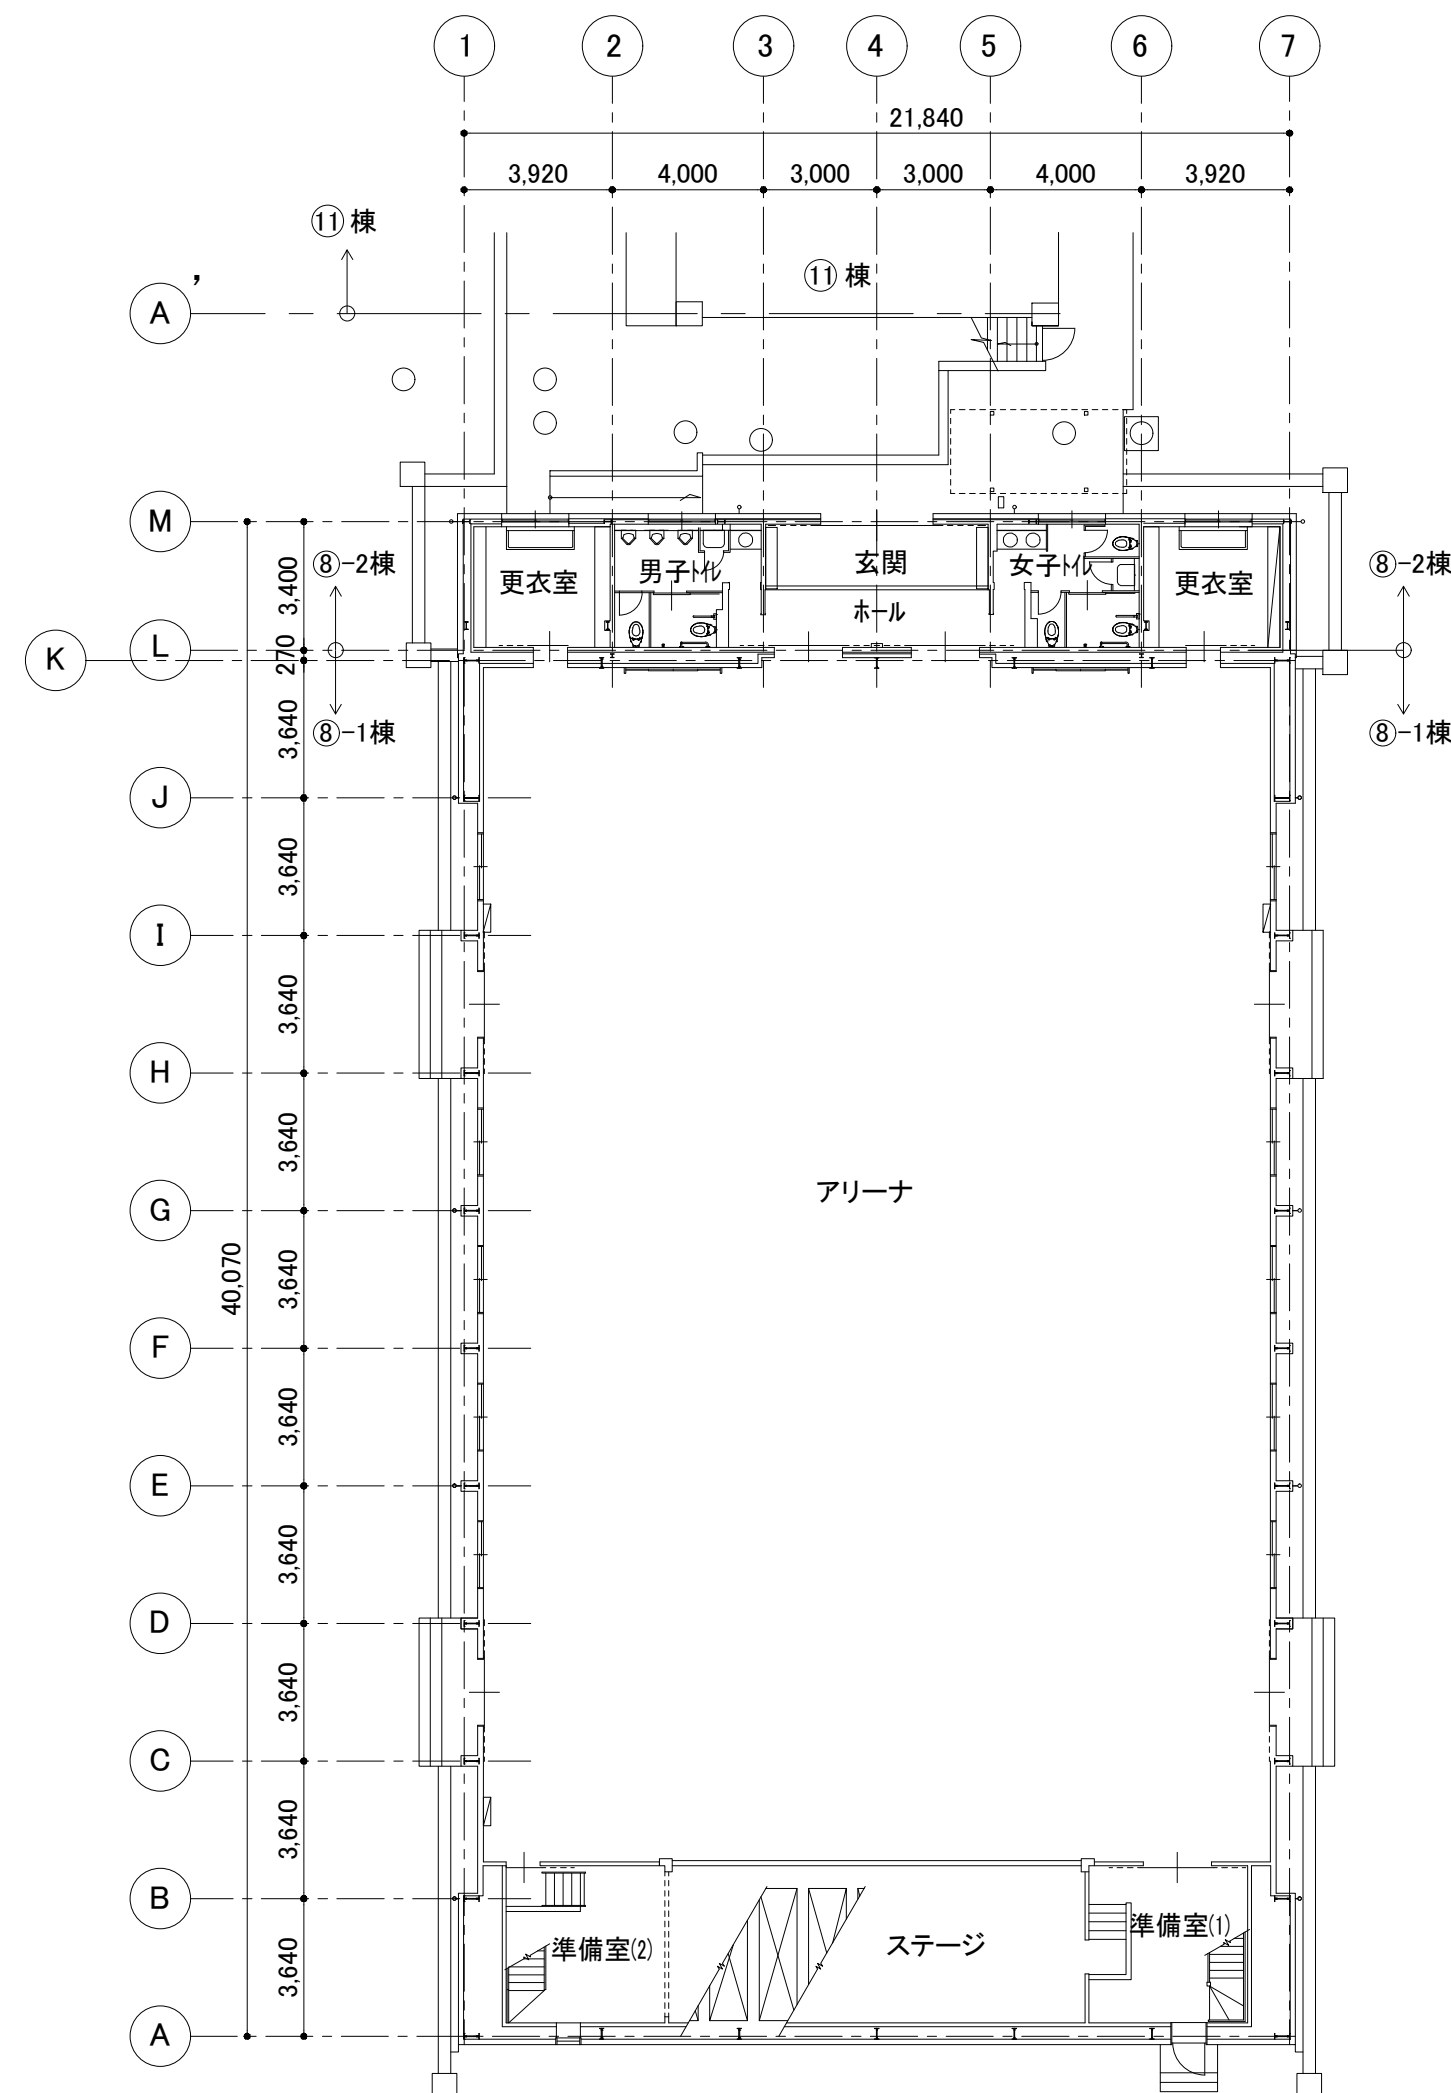 1 2 3 4 5 6 7
21,840
3,920 4,000 3,000 3,000 4,000 3,920
⑪棟
⑪棟
A'
M
⑧-2棟
⑧-2棟
3,400
更衣室
男子ﾄｲﾚ
玄関
女子ﾄｲﾚ
更衣室
ホール
L
K
270
⑧-1棟
⑧-1棟
3,640
J
3,640
I
3,640
H
3,640
G
アリーナ
40,070
3,640
F
3,640
E
3,640
D
3,640
C
3,640
B
準備室⑴
準備室⑵
ステージ
3,640
A